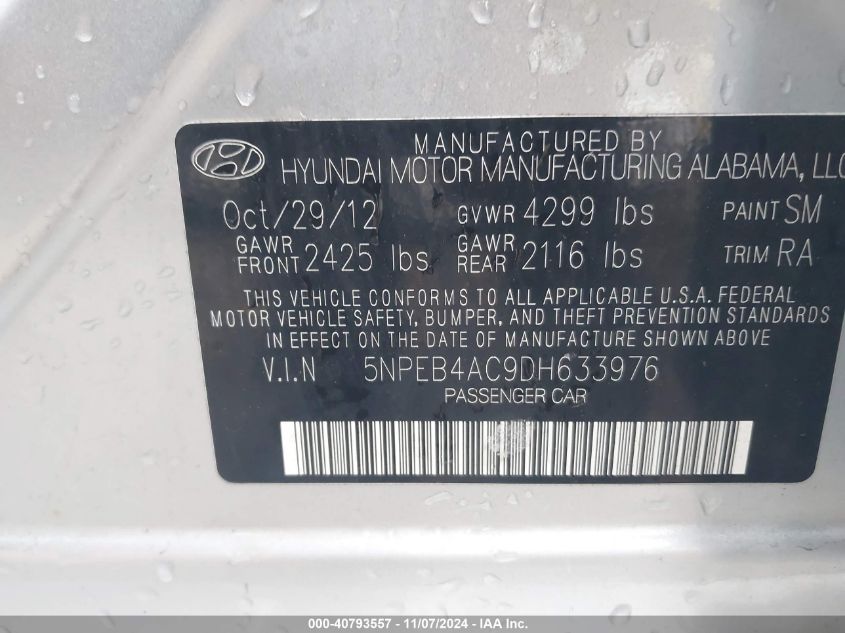 MANUFACTURED BY
HYUNDAI MOTOR MANUFACTURING ALABAMA, LLC
Oct/29/12 GVWR 4299 lbs PAINT SM
GAWR FRONT 2425 lbs GAWR REAR 2116 lbs TRIM RA
THIS VEHICLE CONFORMS TO ALL APPLICABLE U.S.A. FEDERAL
MOTOR VEHICLE SAFETY, BUMPER, AND THEFT PREVENTION STANDARDS
IN EFFECT ON THE DATE OF MANUFACTURE SHOWN ABOVE
V.I.N 5NPEB4AC9DH633976
PASSENGER CAR
000-40793557 - 11/07/2024 - IAA Inc.